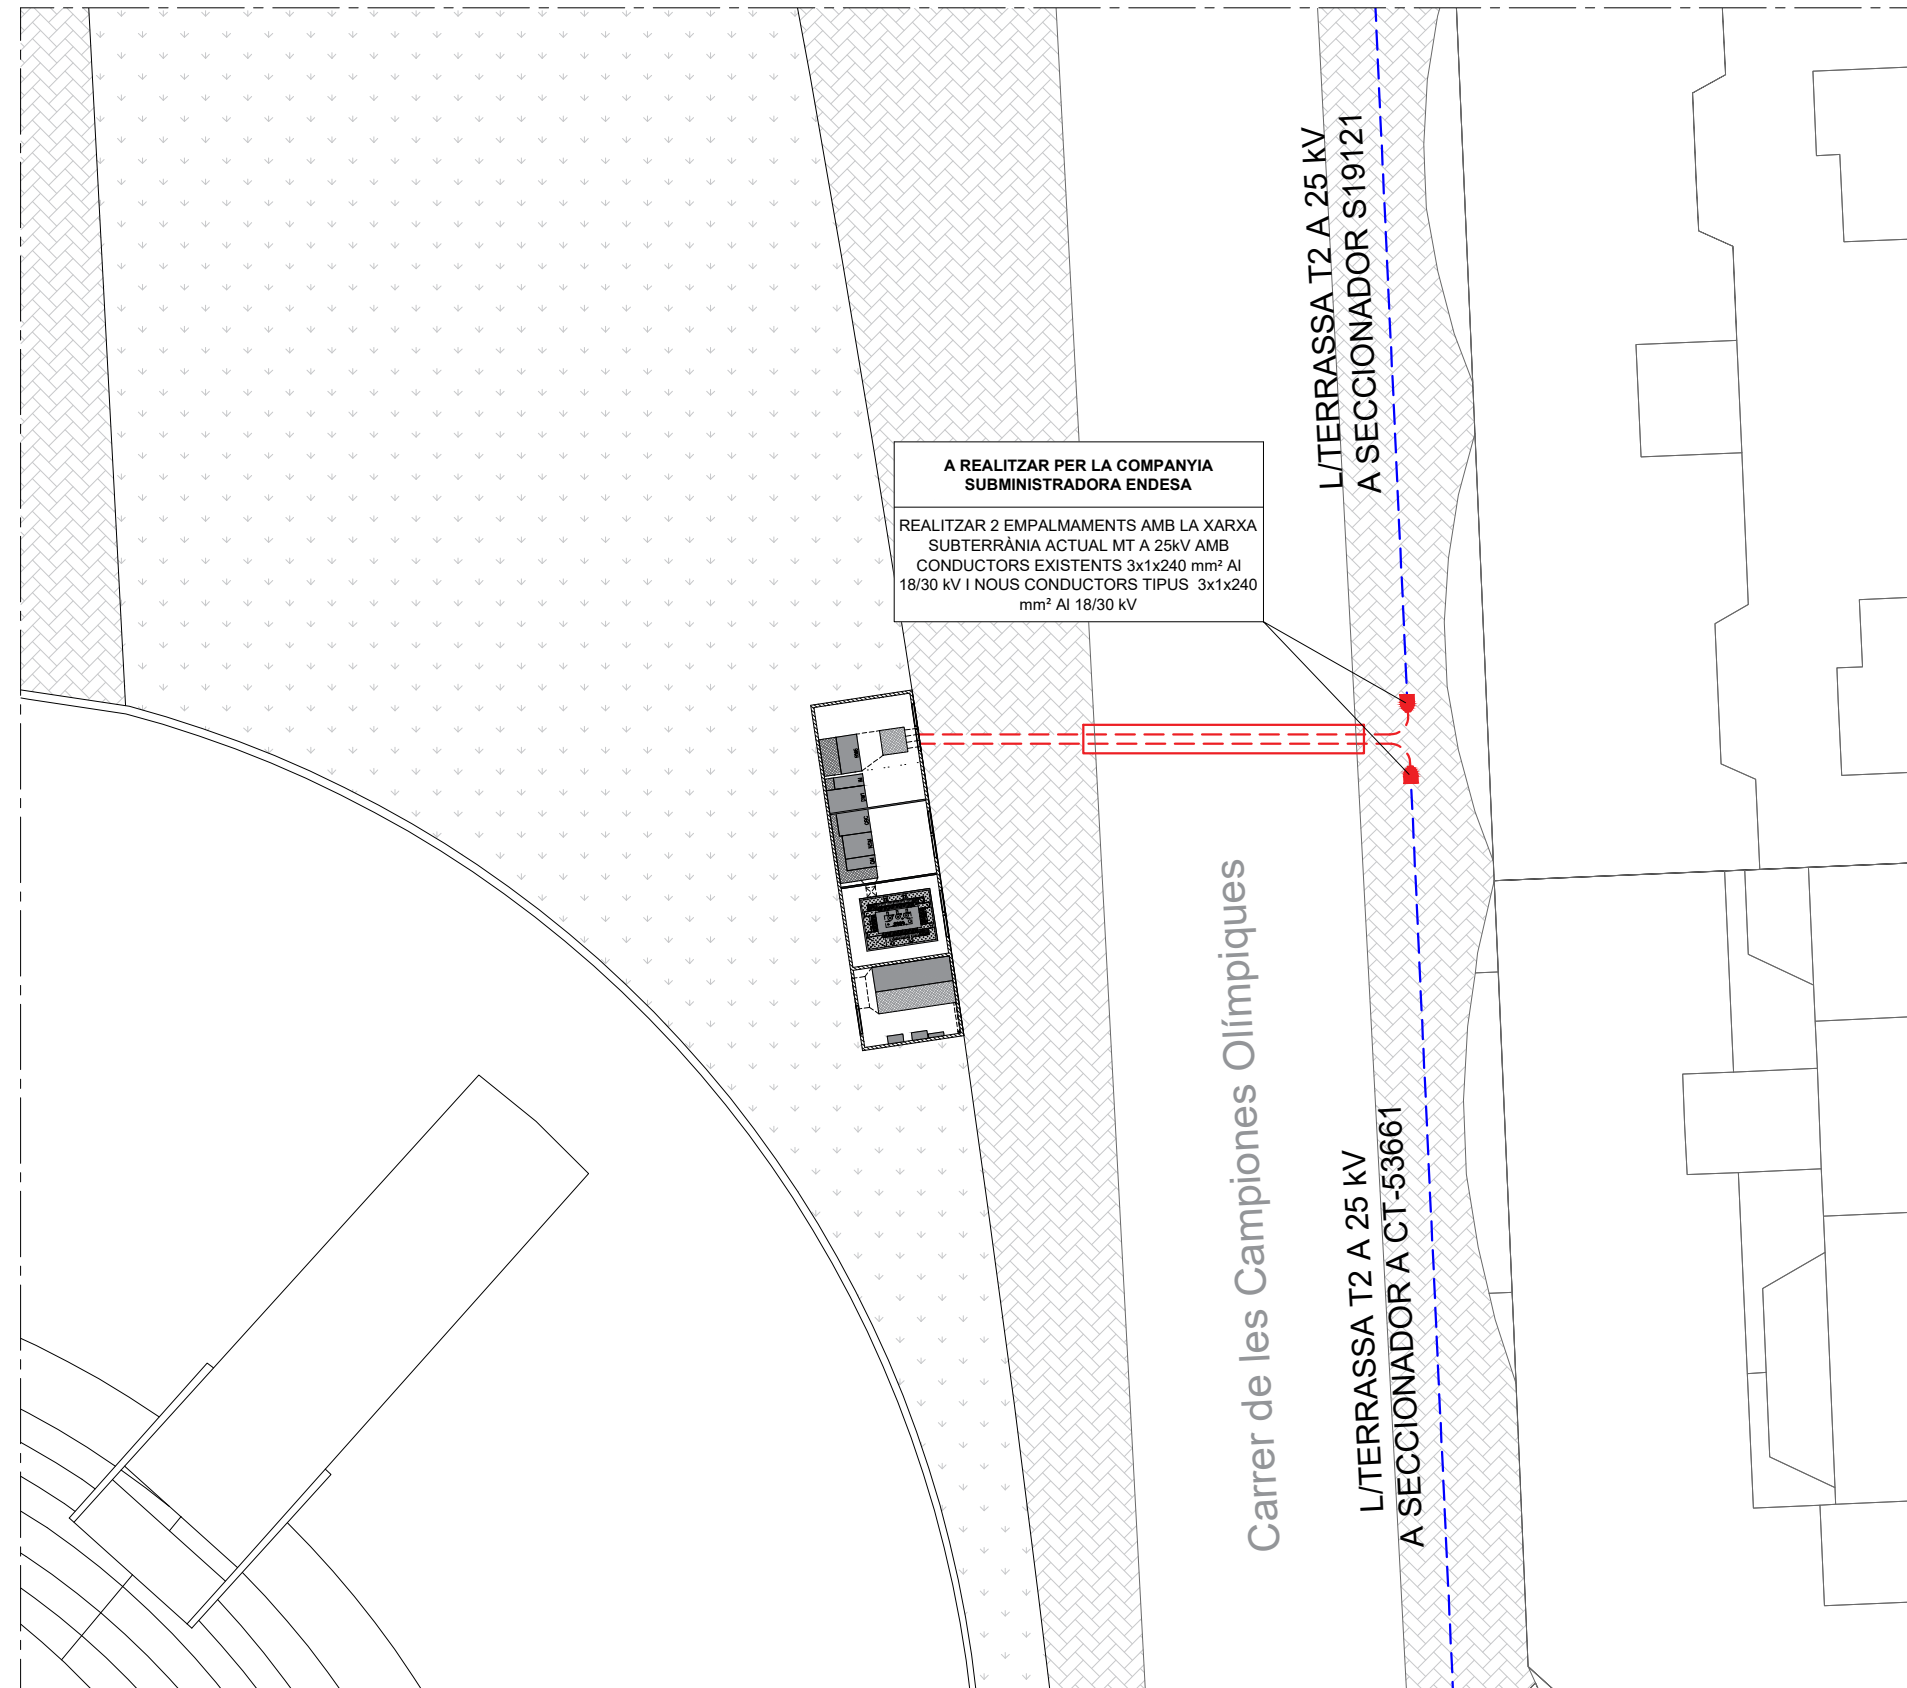 L/TERRASSA T2 A 25 kV
A SECCIONADOR S19121
A REALITZAR PER LA COMPANYIA
SUBMINISTRADORA ENDESA
REALITZAR 2 EMPALMAMENTS AMB LA XARXA
SUBTERRÀNIA ACTUAL MT A 25kV AMB
CONDUCTORS EXISTENTS 3x1x240 mm² Al
18/30 kV I NOUS CONDUCTORS TIPUS 3x1x240
mm² Al 18/30 kV
Carrer de les Campiones Olímpiques
L/TERRASSA T2 A 25 kV
A SECCIONADOR A CT-53661